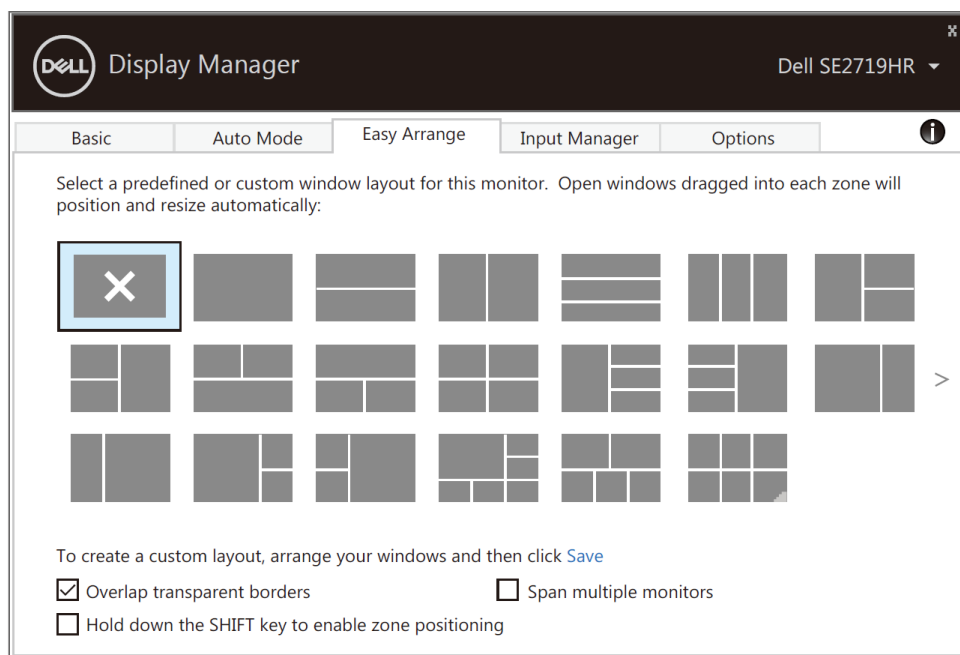 x
DELL
Display Manager
Dell SE2719HR
Basic
Auto Mode
Easy Arrange
Input Manager
Options
i
Select a predefined or custom window layout for this monitor. Open windows dragged into each zone will
position and resize automatically:
>
To create a custom layout, arrange your windows and then click Save
Overlap transparent borders
Span multiple monitors
Hold down the SHIFT key to enable zone positioning